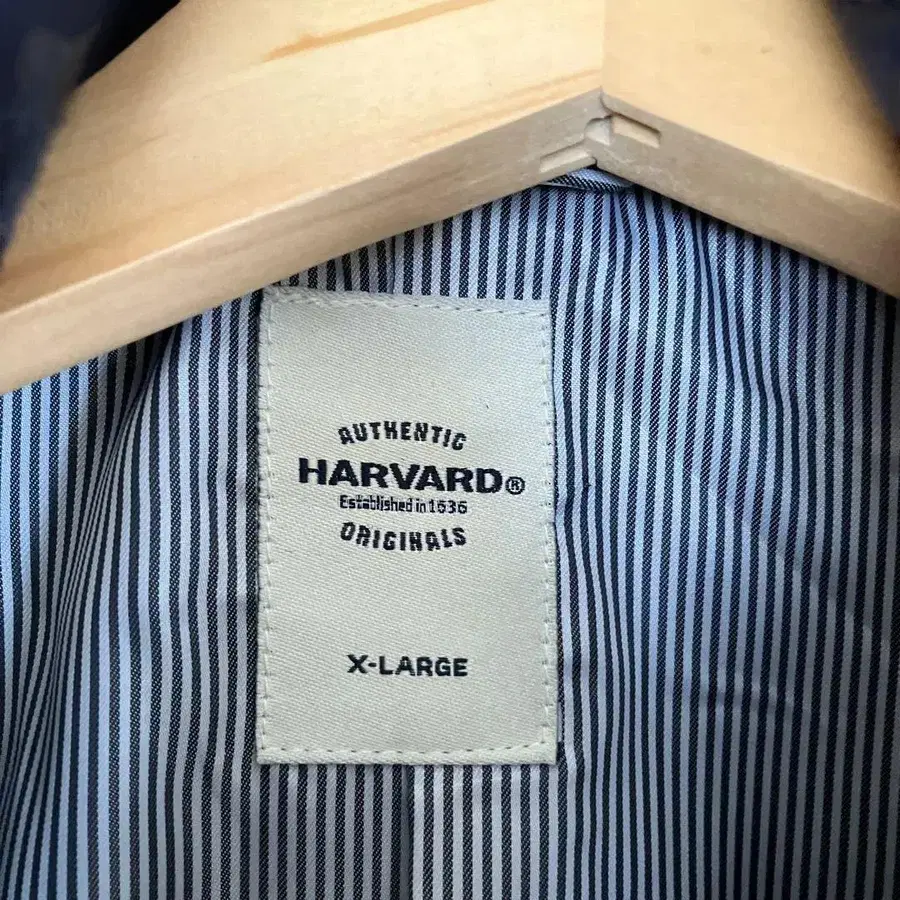 AUTHENTIC
HARVARD®
Established in 1636
ORIGINALS
X-LARGE